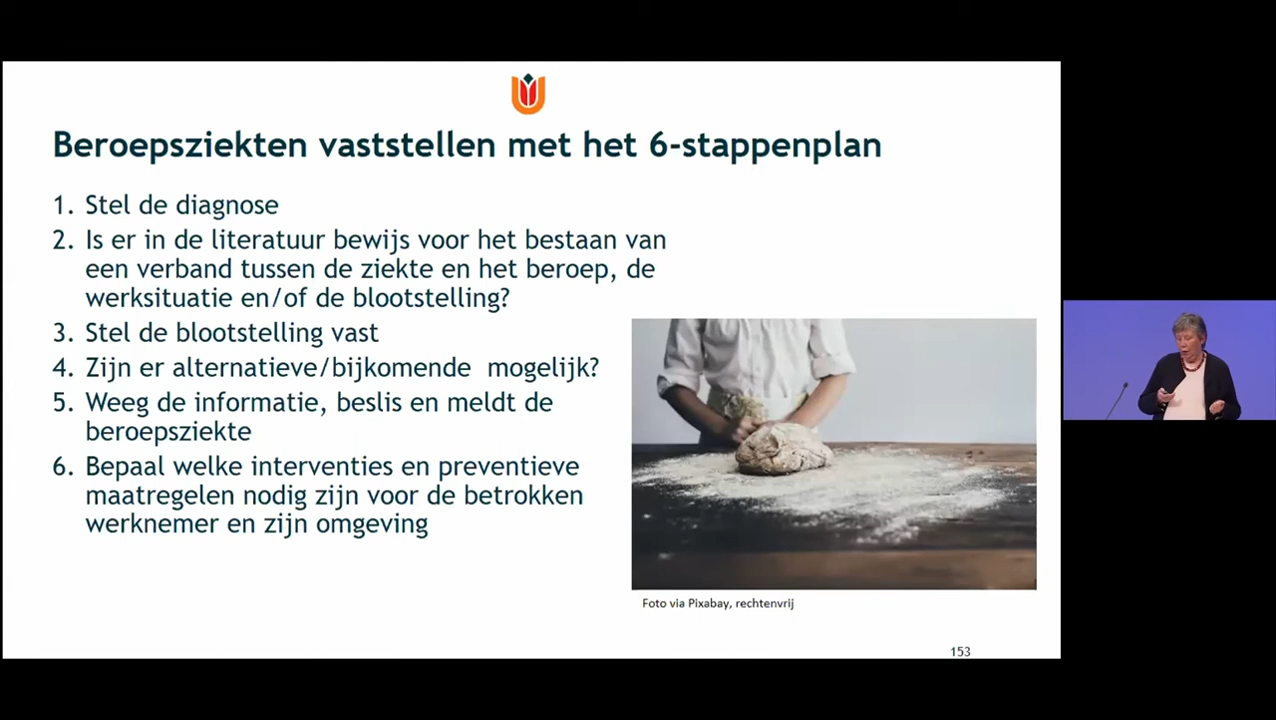 Beroepsziekten vaststellen met het 6-stappenplan
1. Stel de diagnose
2. Is er in de literatuur bewijs voor het bestaan van
een verband tussen de ziekte en het beroep, de
werksituatie en/of de blootstelling?
3. Stel de blootstelling vast
4. Zijn er alternatieve/bijkomende mogelijk?
5. Weeg de informatie, beslis en meldt de
beroepsziekte
6. Bepaal welke interventies en preventieve
maatregelen nodig zijn voor de betrokken
werknemer en zijn omgeving
Foto via Pixabay, rechtenvrij
153